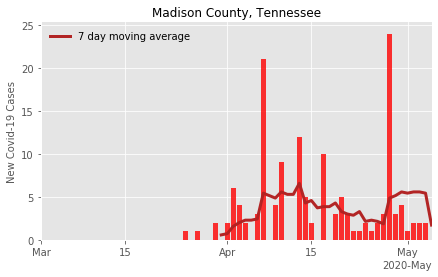 Madison County, Tennessee
7 day moving average
New Covid-19 Cases
25
20
15
10
5
0
Mar
15
Apr
15
May
2020-May